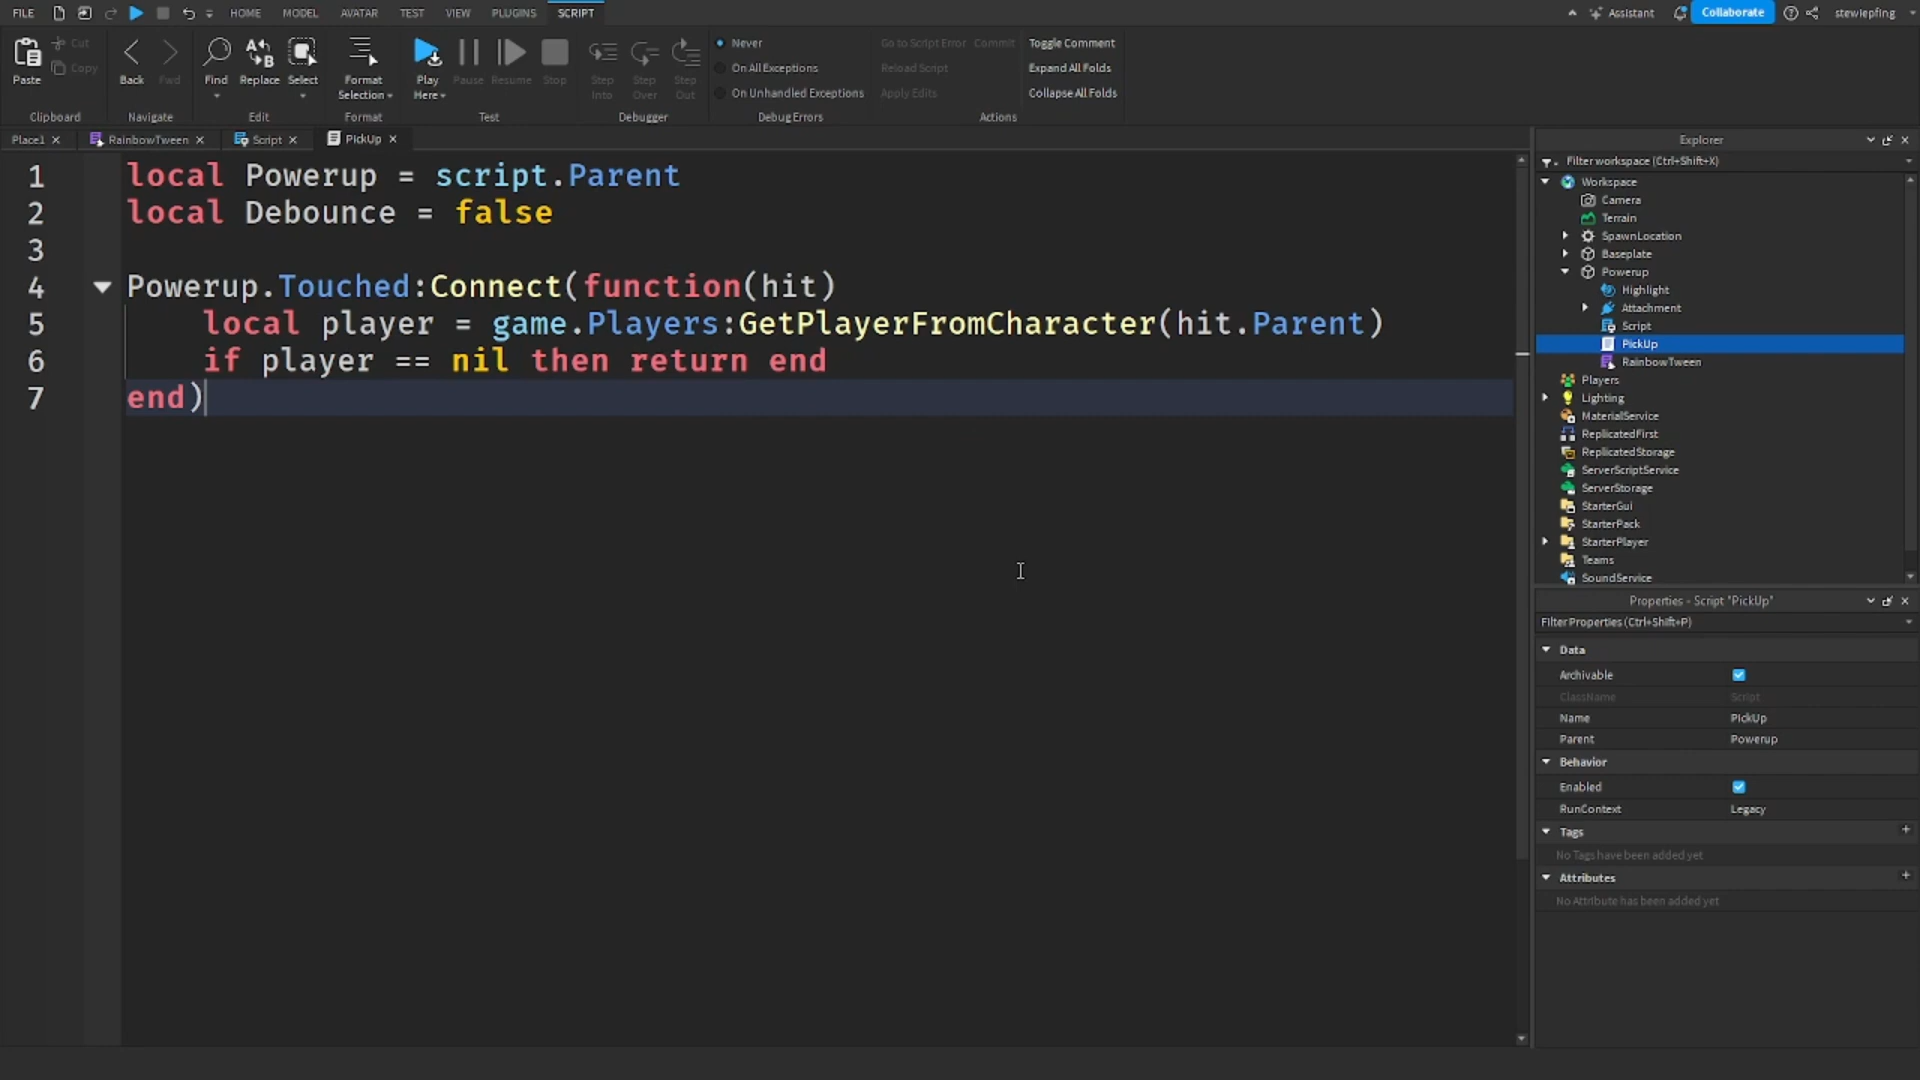 FILE HOME MODEL AVATAR TEST VIEW PLUGINS SCRIPT Assistant Collaborate stewiepfing
Paste Cut Copy Back Fwd Find Replace Select Format Selection Play Here Pause Resume Stop Step Into Step Over Step Out
Never Go to Script Error Commit Toggle Comment
On All Exceptions Reload Script Expand All Folds
On Unhandled Exceptions Apply Edits Collapse All Folds
Clipboard Navigate Edit Format Test Debugger Debug Errors Actions
Place1 RainbowTween Script PickUp
1 local Powerup = script.Parent
2 local Debounce = false
3
4 Powerup.Touched:Connect(function(hit)
5 local player = game.Players:GetPlayerFromCharacter(hit.Parent)
6 if player == nil then return end
7 end)
Explorer
Filter workspace (Ctrl+Shift+X)
Workspace
Camera
Terrain
SpawnLocation
Baseplate
Powerup
Highlight
Attachment
Script
PickUp
RainbowTween
Players
Lighting
MaterialService
ReplicatedFirst
ReplicatedStorage
ServerScriptService
ServerStorage
StarterGui
StarterPack
StarterPlayer
Teams
SoundService
Properties - Script "PickUp"
Filter Properties (Ctrl+Shift+P)
Data
Archivable
ClassName Script
Name PickUp
Parent Powerup
Behavior
Enabled
RunContext Legacy
Tags +
No Tags have been added yet
Attributes +
No Attribute has been added yet